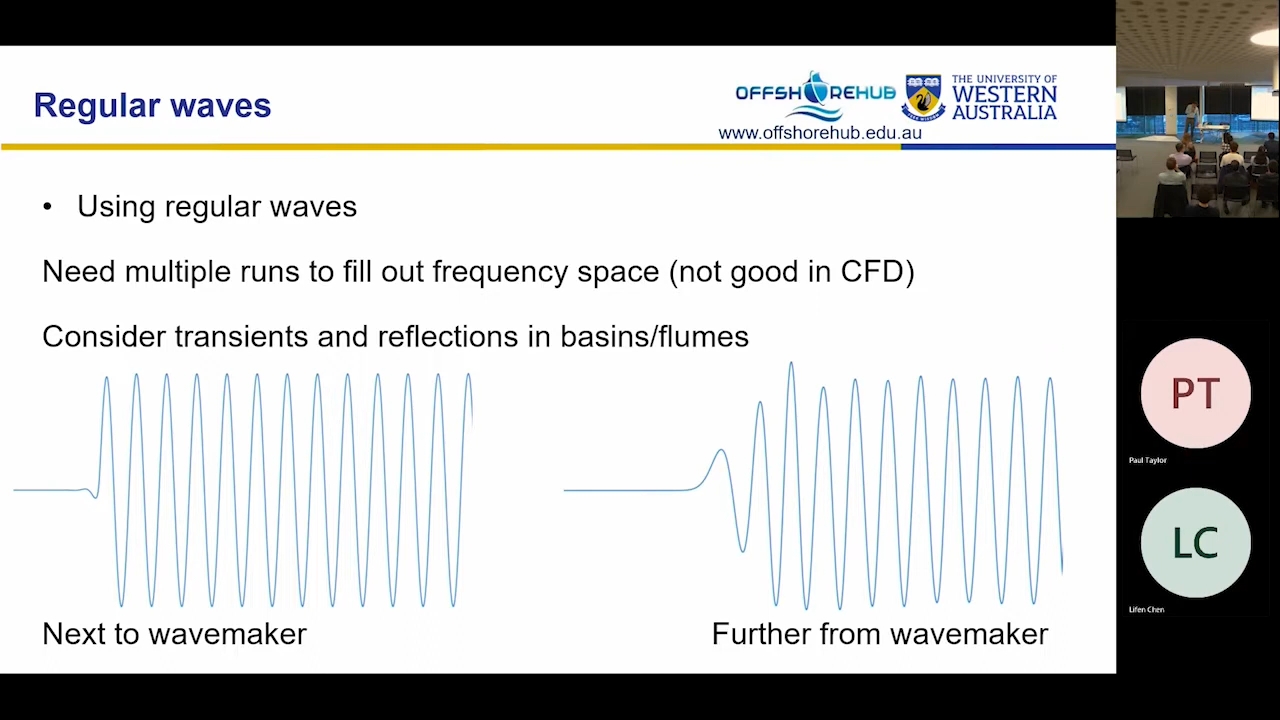 Regular waves
OFFSHOREHUB
www.offshorehub.edu.au
THE UNIVERSITY OF
WESTERN
AUSTRALIA
• Using regular waves
Need multiple runs to fill out frequency space (not good in CFD)
Consider transients and reflections in basins/flumes
Next to wavemaker
Further from wavemaker
PT
Paul Taylor
LC
Lifen Chen